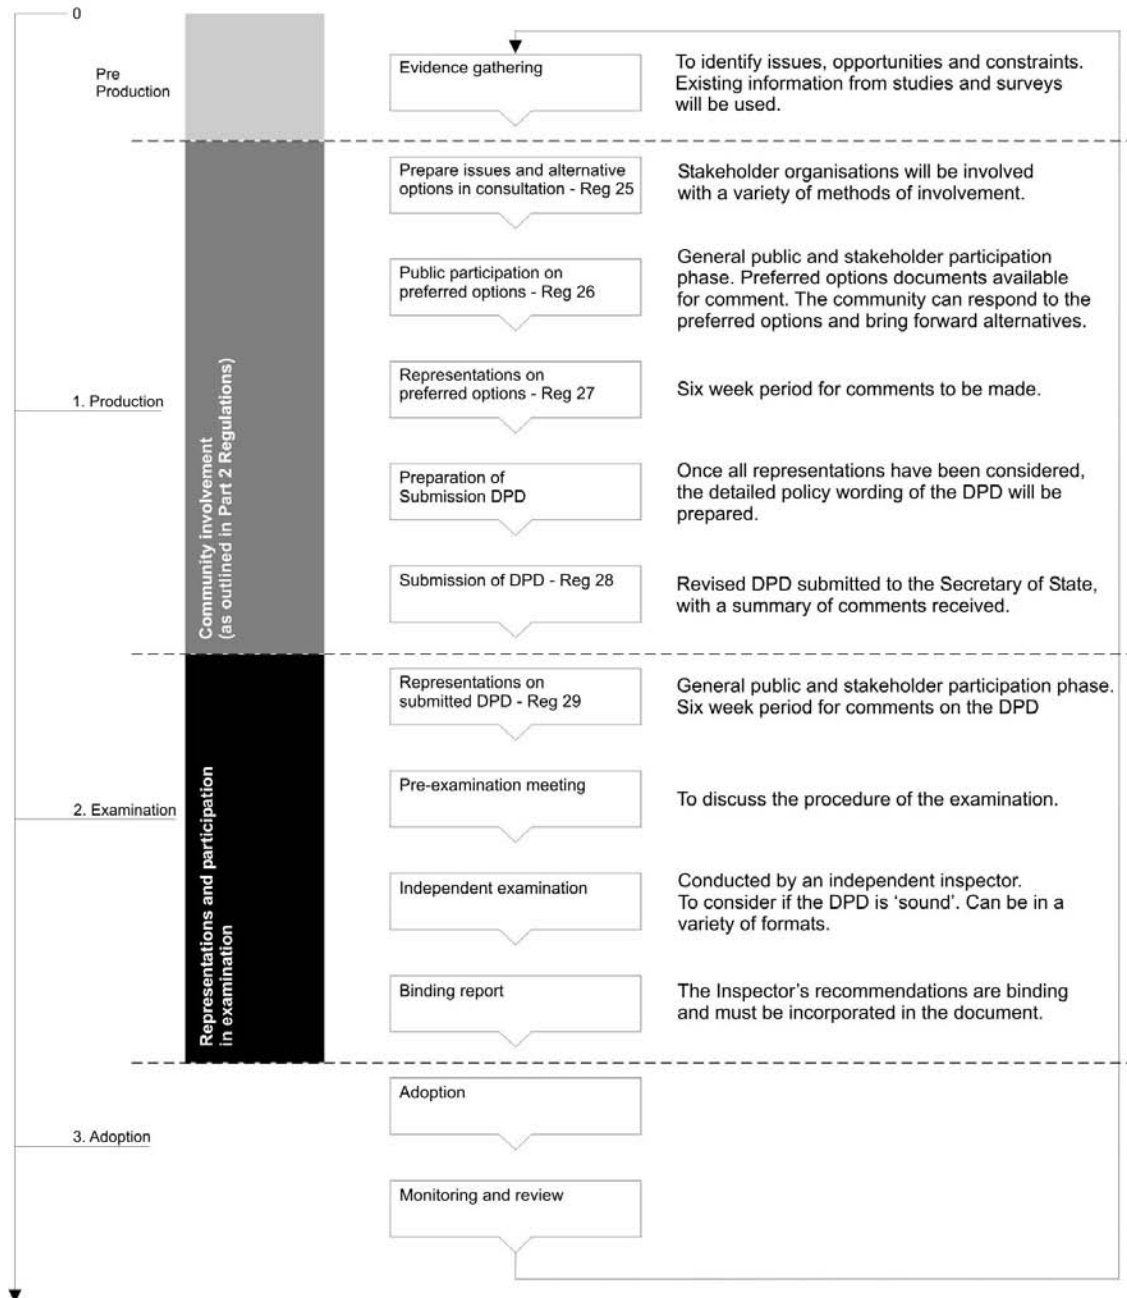 0
Pre
Production
Evidence gathering
To identify issues, opportunities and constraints.
Existing information from studies and surveys
will be used.
Prepare issues and alternative
options in consultation - Reg 25
Stakeholder organisations will be involved
with a variety of methods of involvement.
Public participation on
preferred options - Reg 26
General public and stakeholder participation
phase. Preferred options documents available
for comment. The community can respond to the
preferred options and bring forward alternatives.
1. Production
Community involvement
(as outlined in Part 2 Regulations)
Representations on
preferred options - Reg 27
Six week period for comments to be made.
Preparation of
Submission DPD
Once all representations have been considered,
the detailed policy wording of the DPD will be
prepared.
Submission of DPD - Reg 28
Revised DPD submitted to the Secretary of State,
with a summary of comments received.
Representations on
submitted DPD - Reg 29
General public and stakeholder participation phase.
Six week period for comments on the DPD
2. Examination
Representations and participation
in examination
Pre-examination meeting
To discuss the procedure of the examination.
Independent examination
Conducted by an independent inspector.
To consider if the DPD is ‘sound’. Can be in a
variety of formats.
Binding report
The Inspector’s recommendations are binding
and must be incorporated in the document.
3. Adoption
Adoption
Monitoring and review